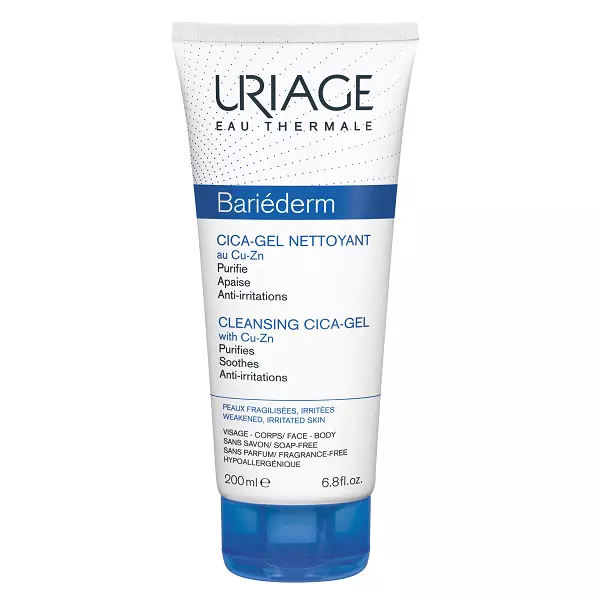 URIAGE
EAU THERMALE
Bariéderm
CICA-GEL NETTOYANT
au Cu-Zn
Purifie
Apaise
Anti-irritations
CLEANSING CICA-GEL
with Cu-Zn
Purifies
Soothes
Anti-irritations
PEAUX FRAGILISÉES, IRRITÉES
WEAKENED, IRRITATED SKIN
VISAGE - CORPS/ FACE - BODY
SANS SAVON/ SOAP-FREE
SANS PARFUM/ FRAGRANCE-FREE
HYPOALLERGÉNIQUE
200ml e 6.8fl.oz.